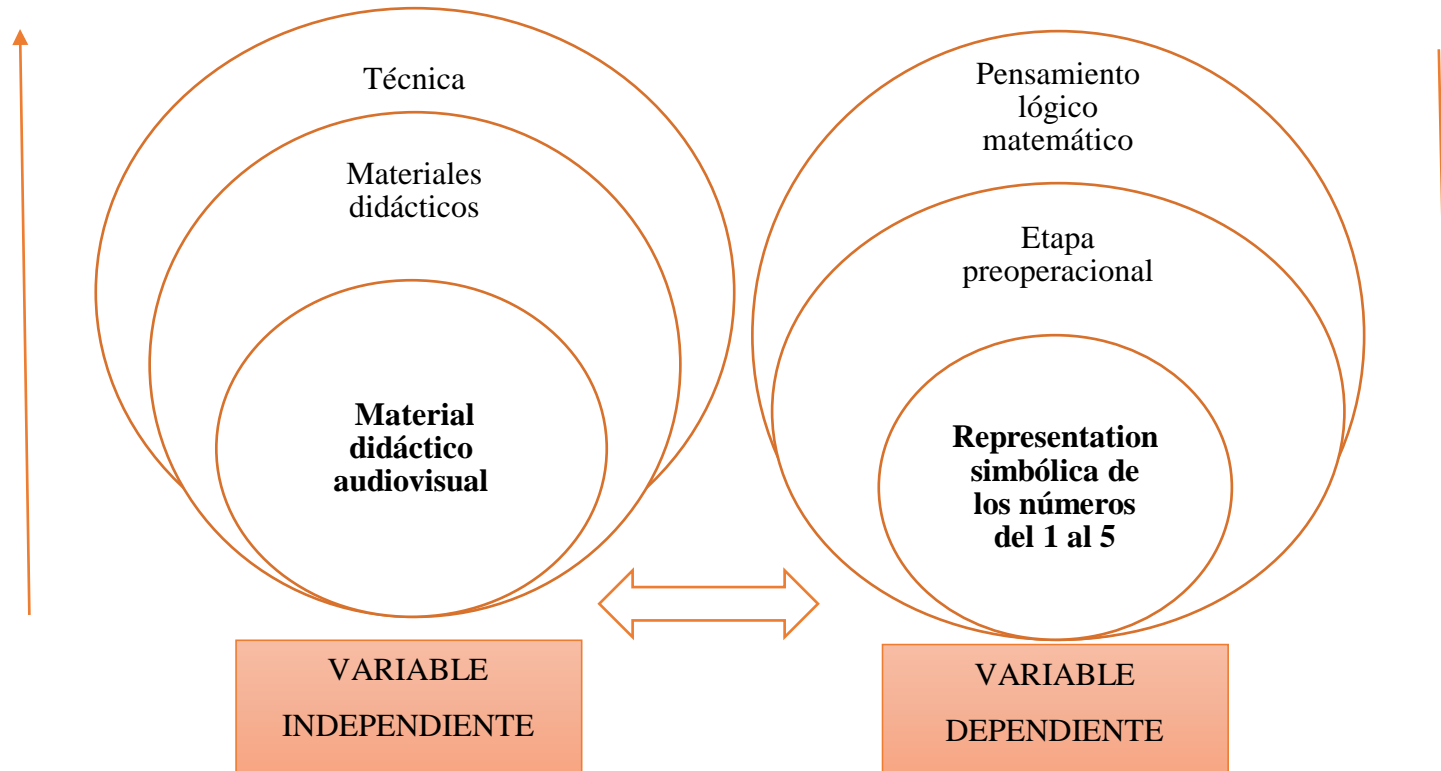 Técnica
Materiales
didácticos
Material
didáctico
audiovisual
VARIABLE
INDEPENDIENTE
Pensamiento
lógico
matemático
Etapa
preoperacional
Representation
simbólica de
los números
del 1 al 5
VARIABLE
DEPENDIENTE